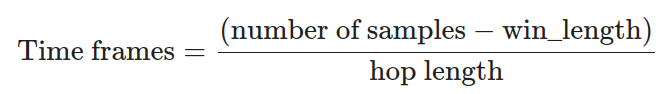 Time frames = (number of samples − win_length) / hop length